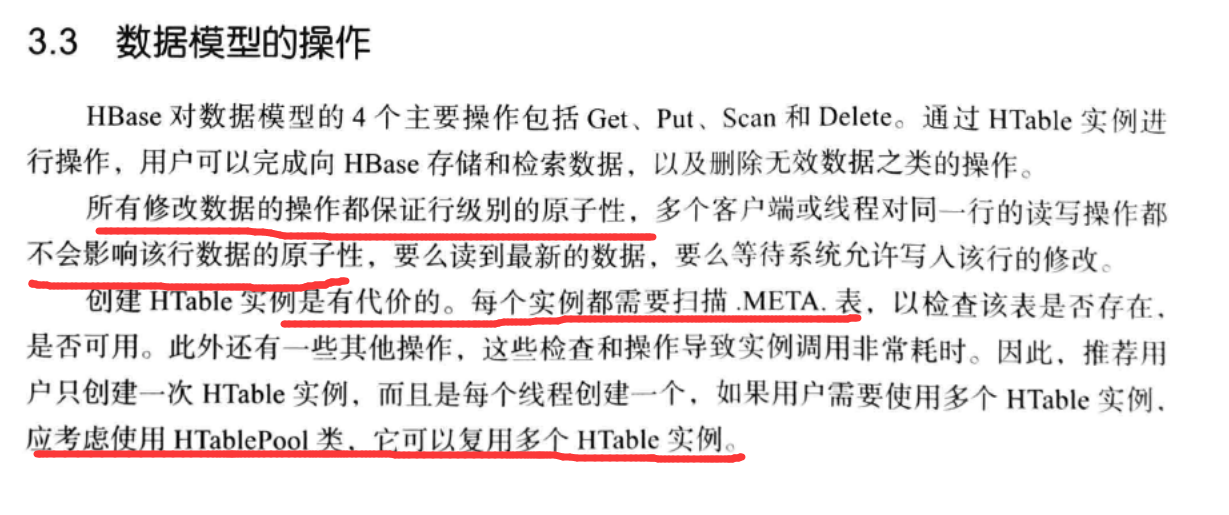 3.3 数据模型的操作
HBase 对数据模型的 4 个主要操作包括 Get、Put、Scan 和 Delete。通过 HTable 实例进
行操作，用户可以完成向 HBase 存储和检索数据，以及删除无效数据之类的操作。
所有修改数据的操作都保证行级别的原子性，多个客户端或线程对同一行的读写操作都
不会影响该行数据的原子性，要么读到最新的数据，要么等待系统允许写入该行的修改。
创建 HTable 实例是有代价的。每个实例都需要扫描 .META. 表，以检查该表是否存在，
是否可用。此外还有一些其他操作，这些检查和操作导致实例调用非常耗时。因此，推荐用
户只创建一次 HTable 实例，而且是每个线程创建一个，如果用户需要使用多个 HTable 实例，
应考虑使用 HTablePool 类，它可以复用多个 HTable 实例。